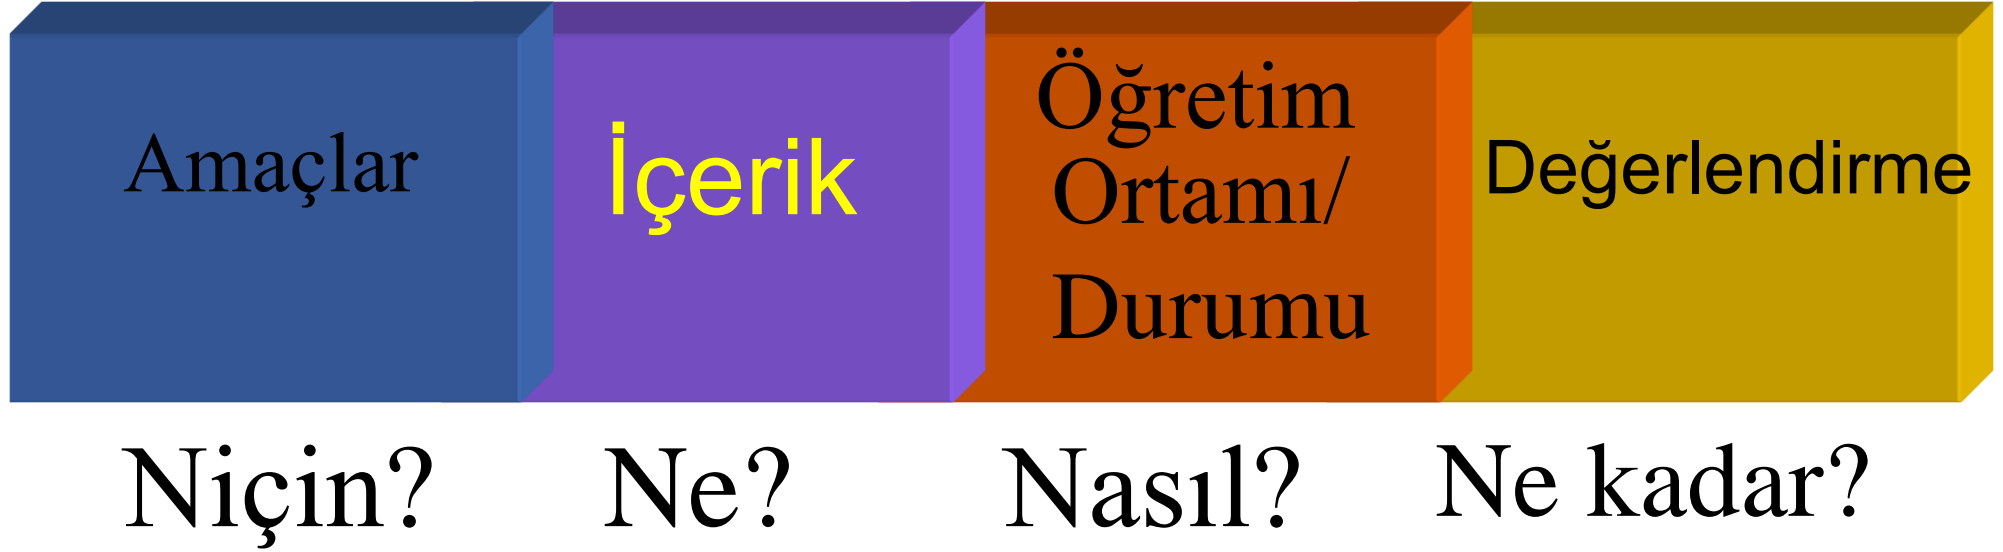 Amaçlar
İçerik
Öğretim
Ortamı/
Durumu
Değerlendirme
Niçin?
Ne?
Nasıl?
Ne kadar?